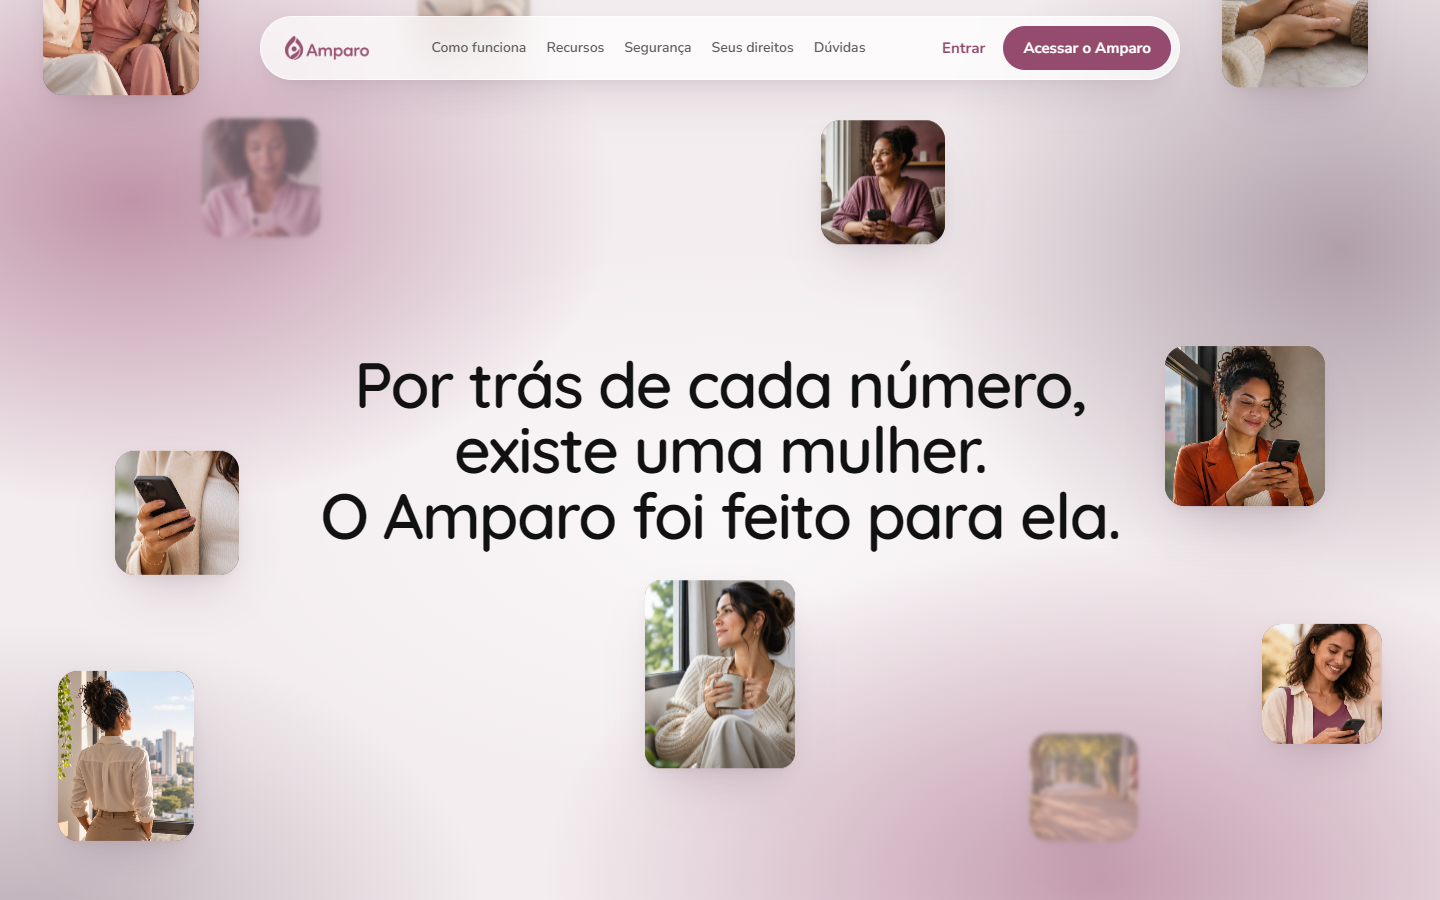 Amparo
Como funciona
Recursos
Segurança
Seus direitos
Dúvidas
Entrar
Acessar o Amparo
Por trás de cada número,
existe uma mulher.
O Amparo foi feito para ela.